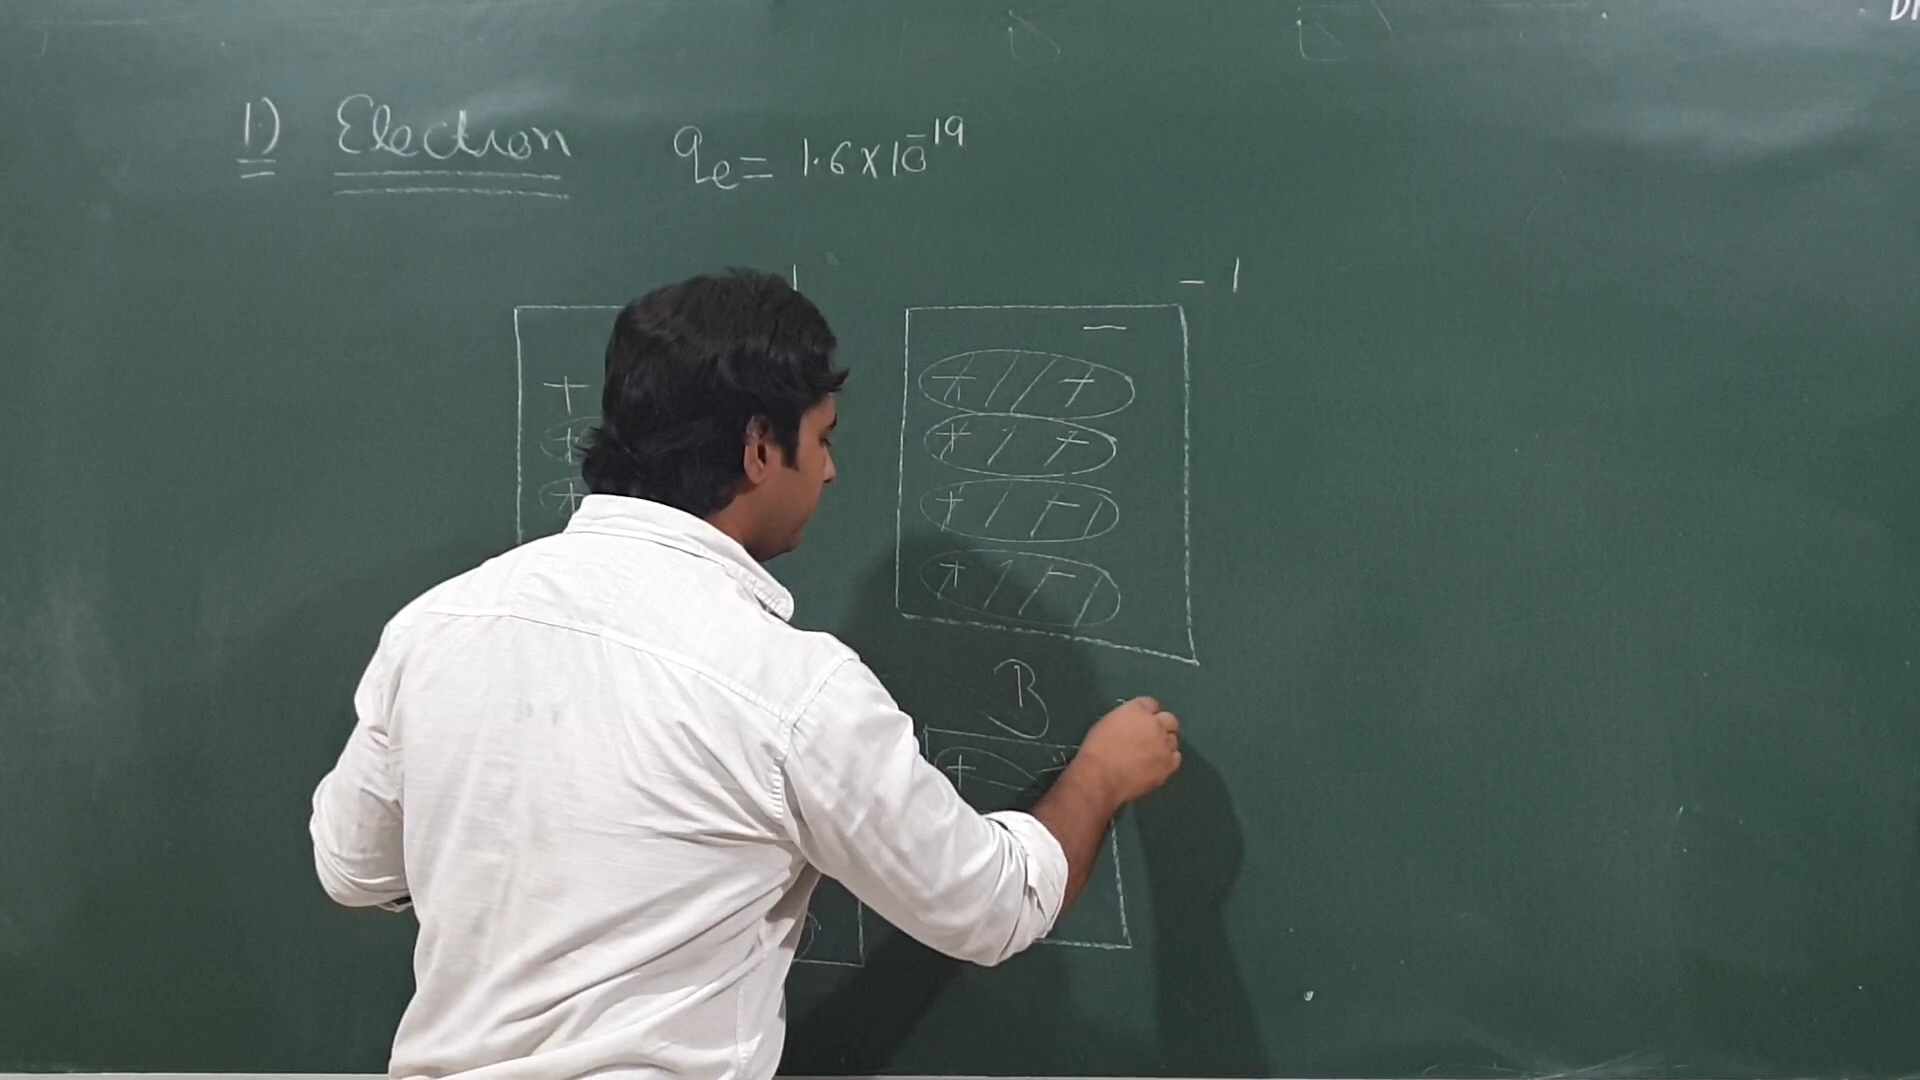 1) Electron qe = 1.6 x 10^-19
- 1
-
+ + +
+ + +
+ +
+ +
B
+